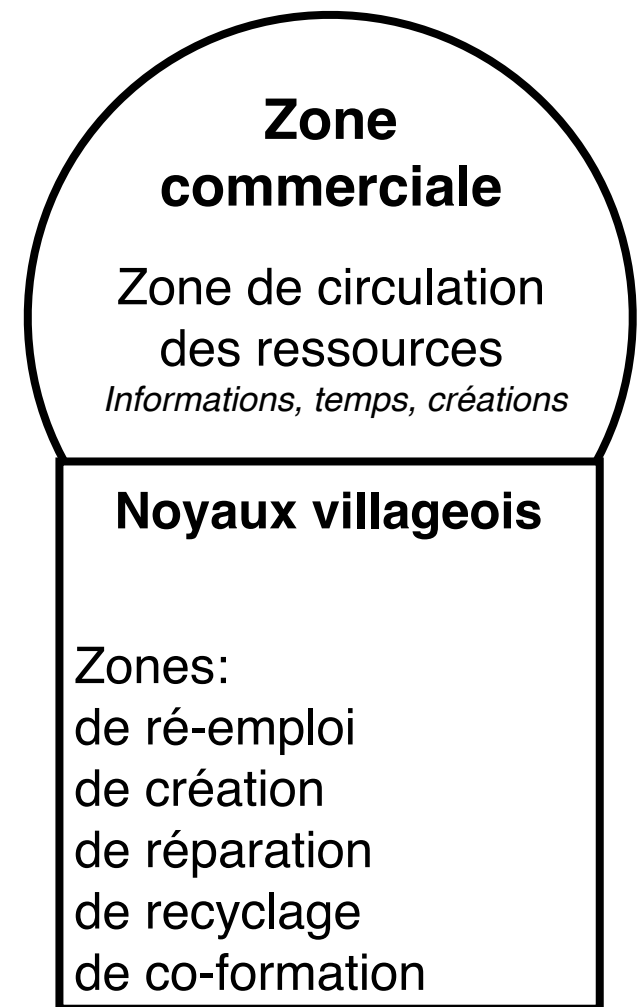 Zone
commerciale
Zone de circulation
des ressources
Informations, temps, créations
Noyaux villageois
Zones:
de ré-emploi
de création
de réparation
de recyclage
de co-formation